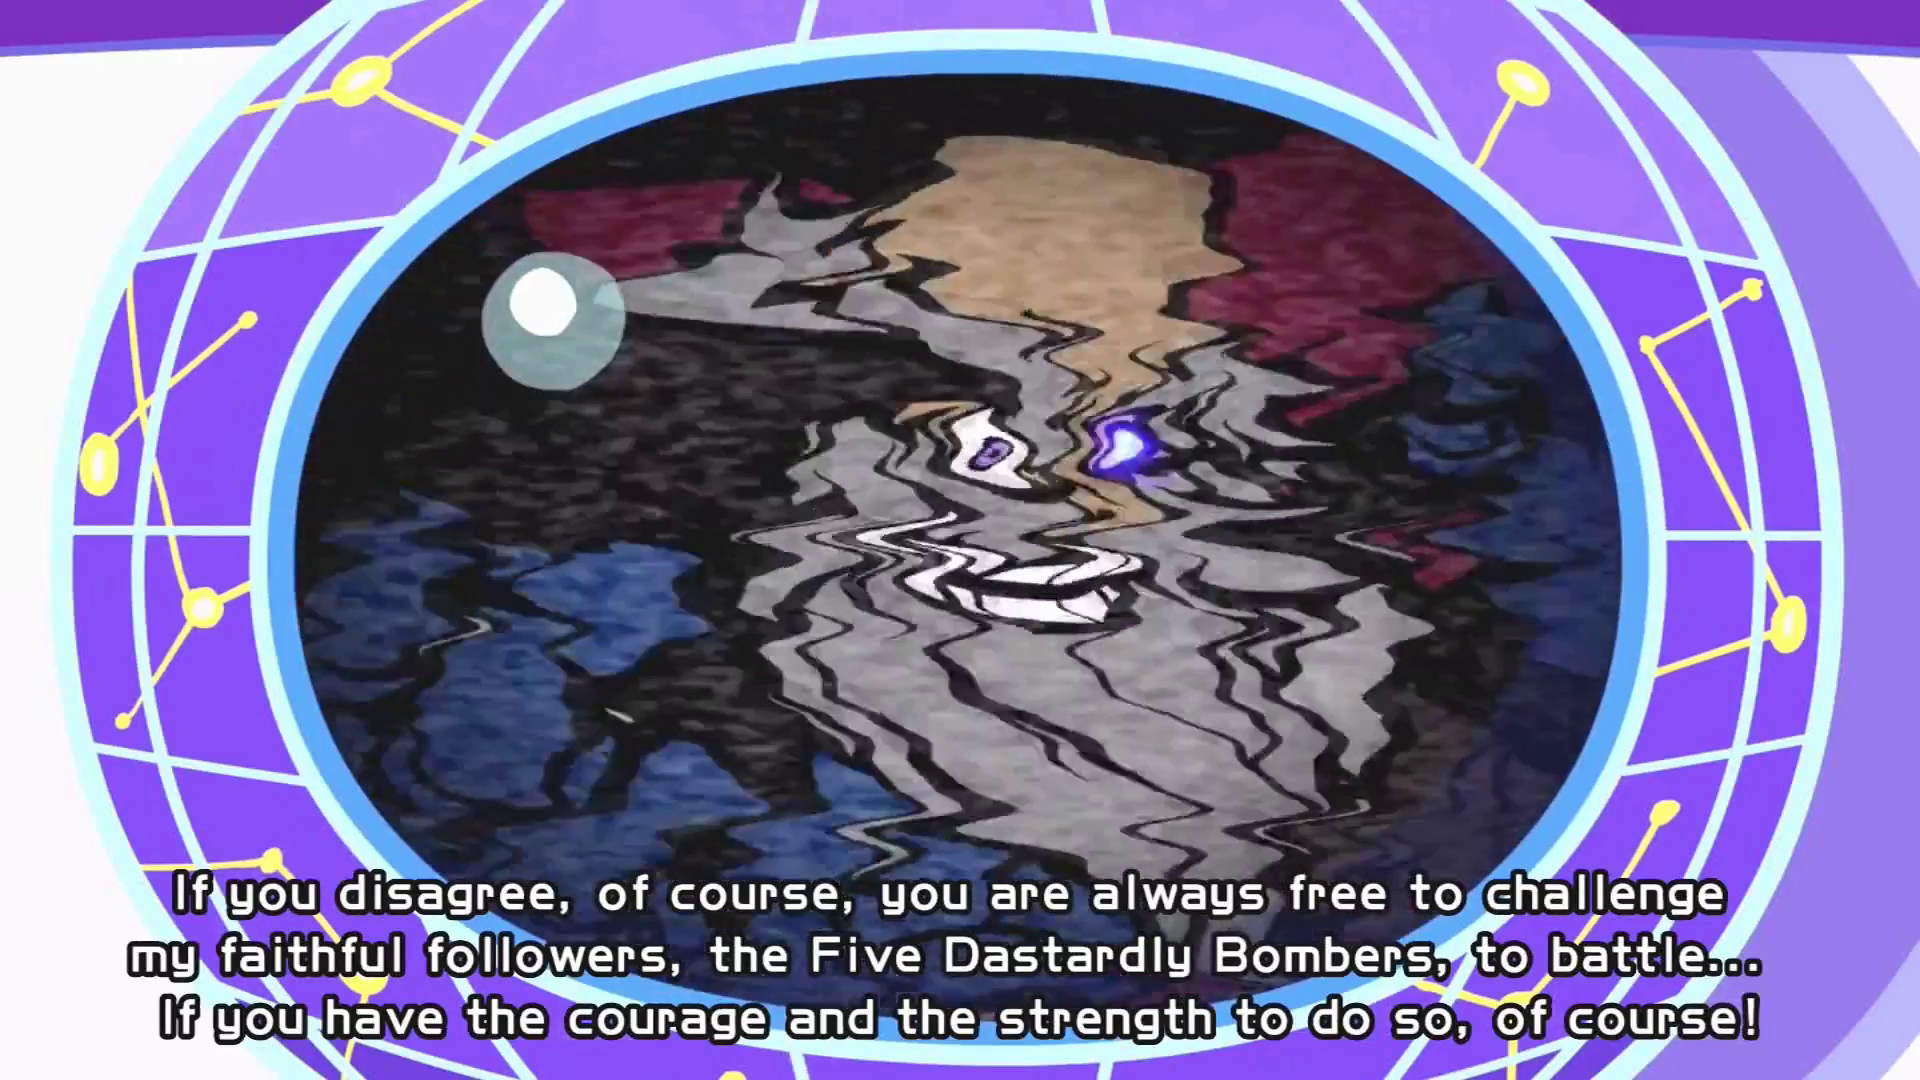 If you disagree, of course, you are always free to challenge
my faithful followers, the Five Dastardly Bombers, to battle...
If you have the courage and the strength to do so, of course!